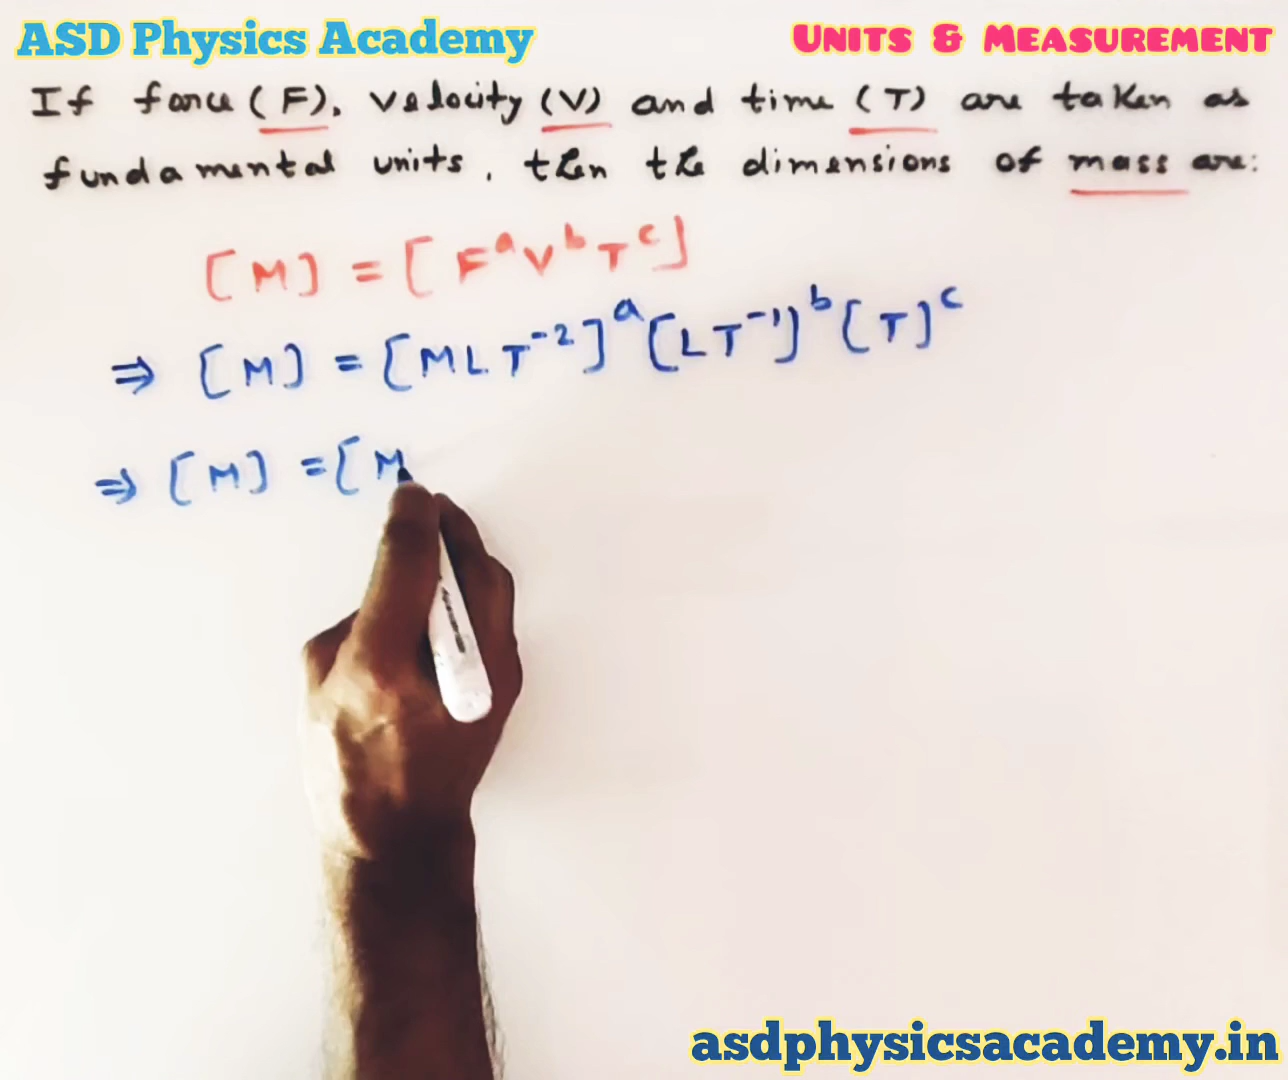 ASD Physics Academy
UNITS & MEASUREMENT
If force (F), velocity (V) and time (T) are taken as
fundamental units, then the dimensions of mass are:
[M] = [F^a V^b T^c]
⇒ [M] = [MLT^-2]^a [LT^-1]^b [T]^c
⇒ [M] = [M
asdphysicsacademy.in